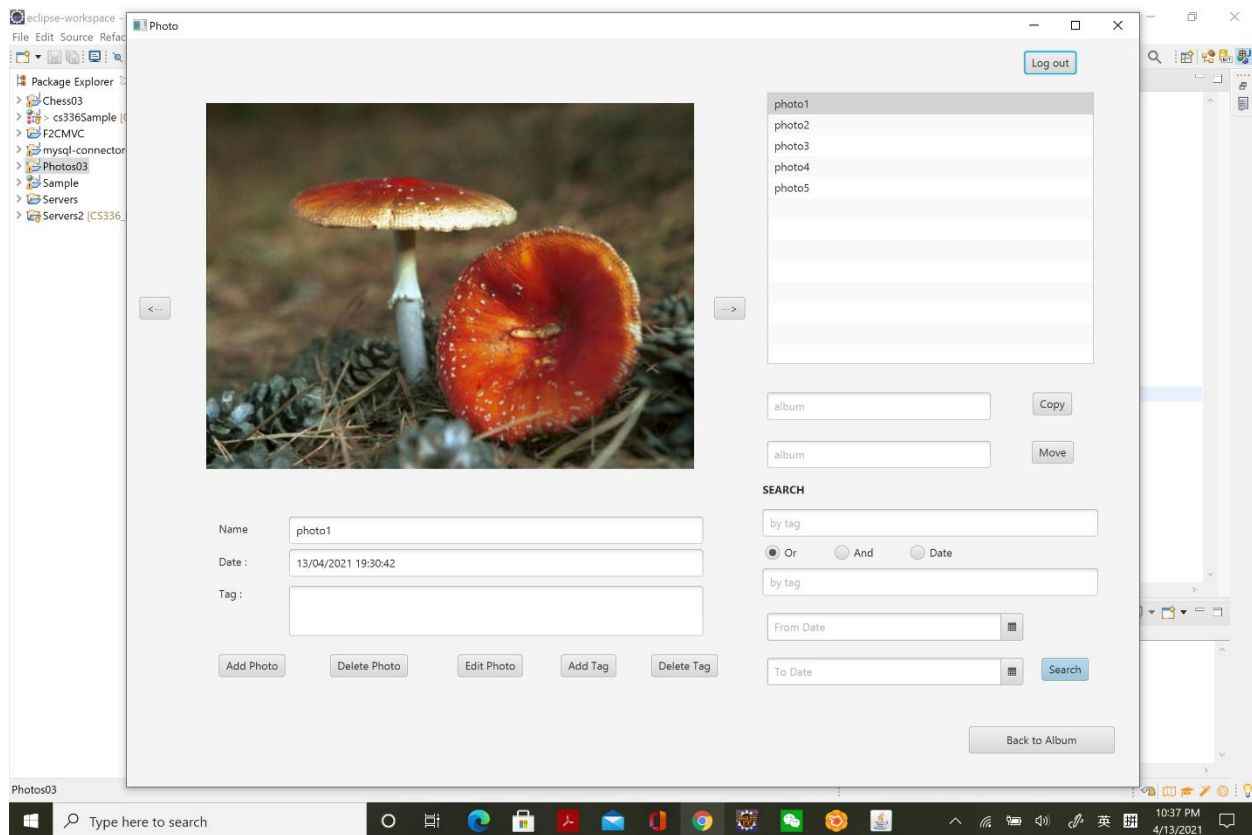 eclipse-workspace -
Photo
File Edit Source Refac
Log out
Package Explorer
Chess03
> cs336Sample
F2CMVC
mysql-connector
Photos03
Sample
Servers
Servers2 [CS336_
photo1
photo2
photo3
photo4
photo5
<--
-->
album
Copy
album
Move
SEARCH
by tag
Or And Date
by tag
From Date
To Date
Search
Name photo1
Date : 13/04/2021 19:30:42
Tag :
Add Photo Delete Photo Edit Photo Add Tag Delete Tag
Back to Album
Photos03
Type here to search
英
10:37 PM
4/13/2021